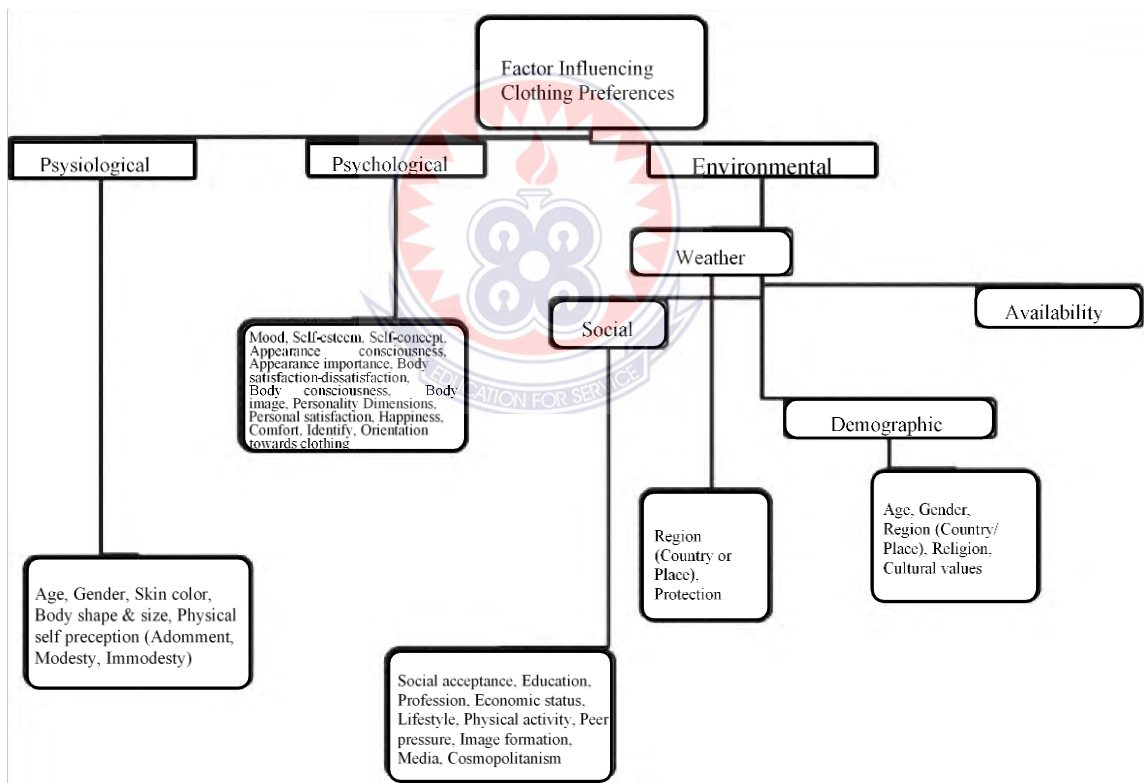 Factor Influencing
Clothing Preferences
Psysiological
Psychological
Environmental
Weather
Social
Availability
Mood, Self-esteem, Self-concept,
Appearance consciousness,
Appearance importance, Body
satisfaction-dissatisfaction,
Body consciousness, Body
image, Personality Dimensions,
Personal satisfaction, Happiness,
Comfort, Identify, Orientation
towards clothing
EDUCATION FOR SERVICE
Demographic
Age, Gender,
Region (Country/
Place), Religion,
Cultural values
Region
(Country or
Place),
Protection
Age, Gender, Skin color,
Body shape & size, Physical
self preception (Adomment,
Modesty, Immodesty)
Social acceptance, Education,
Profession, Economic status,
Lifestyle, Physical activity, Peer
pressure, Image formation,
Media, Cosmopolitanism